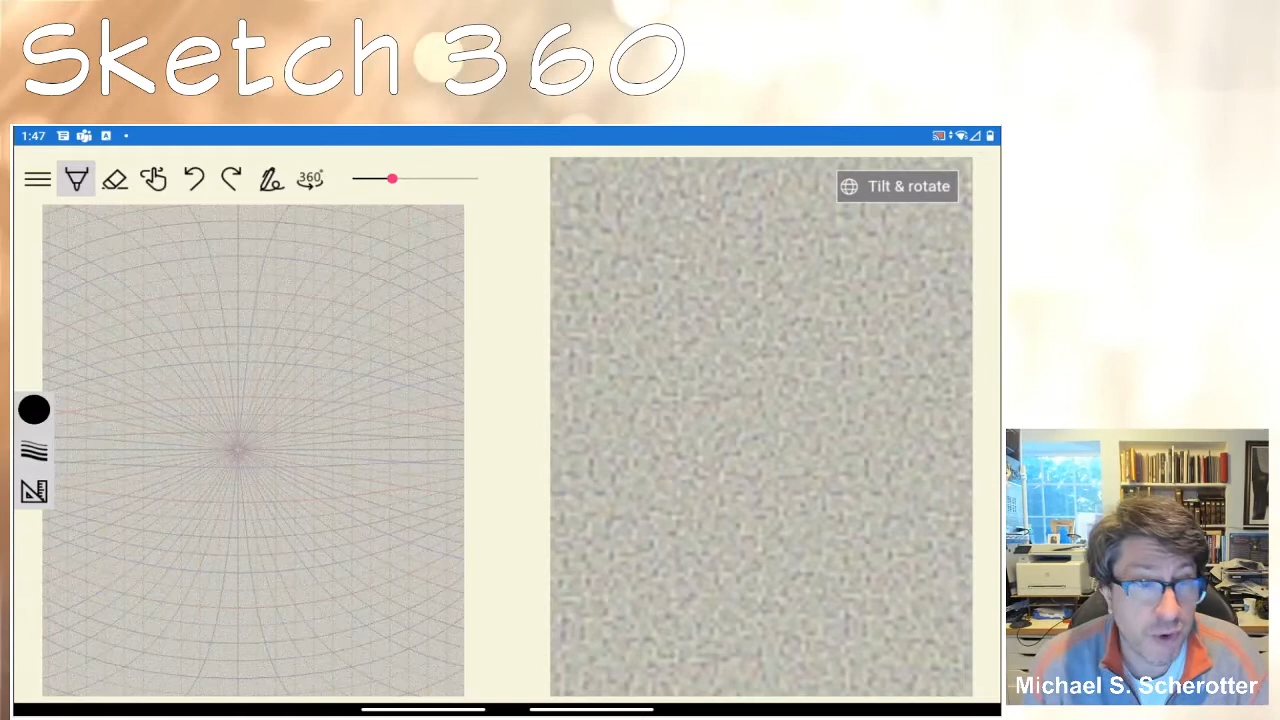 Sketch 360
1:47
360°
Tilt & rotate
Michael S. Scherotter